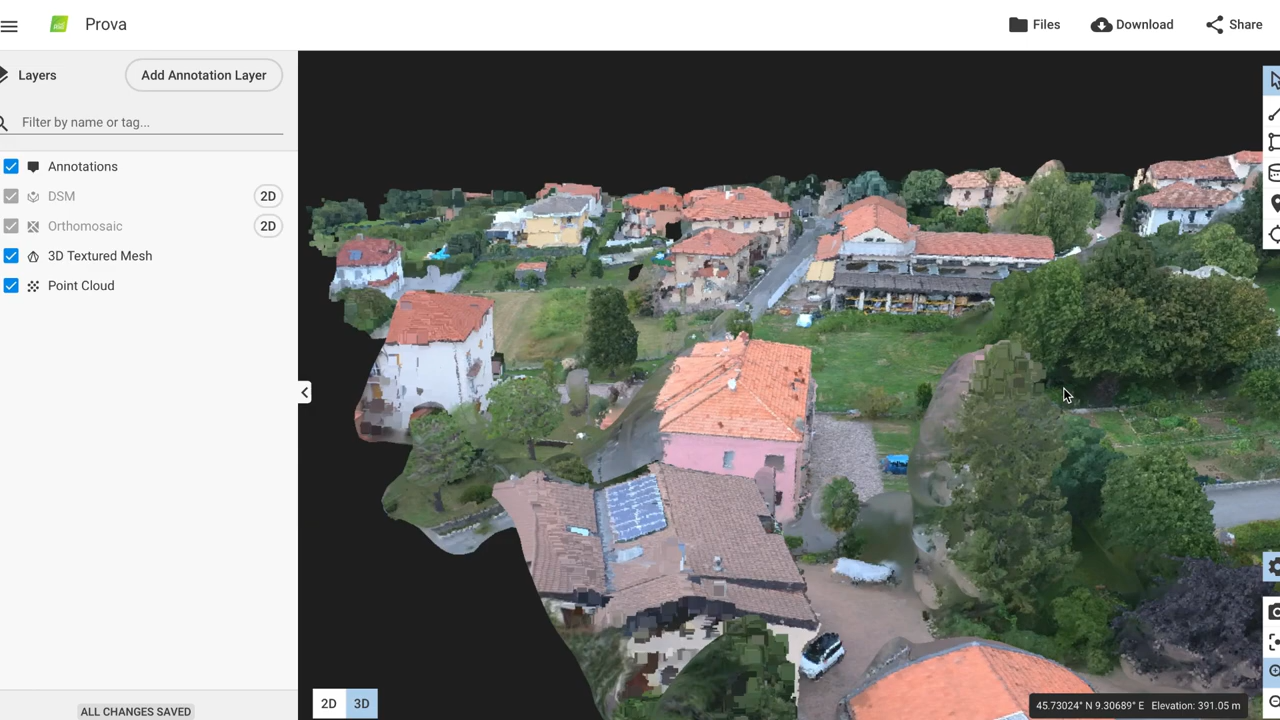 Prova
Files
Download
Share
Layers
Add Annotation Layer
Filter by name or tag...
Annotations
DSM 2D
Orthomosaic 2D
3D Textured Mesh
Point Cloud
2D 3D
ALL CHANGES SAVED
45.73024° N 9.30689° E Elevation: 391.05 m